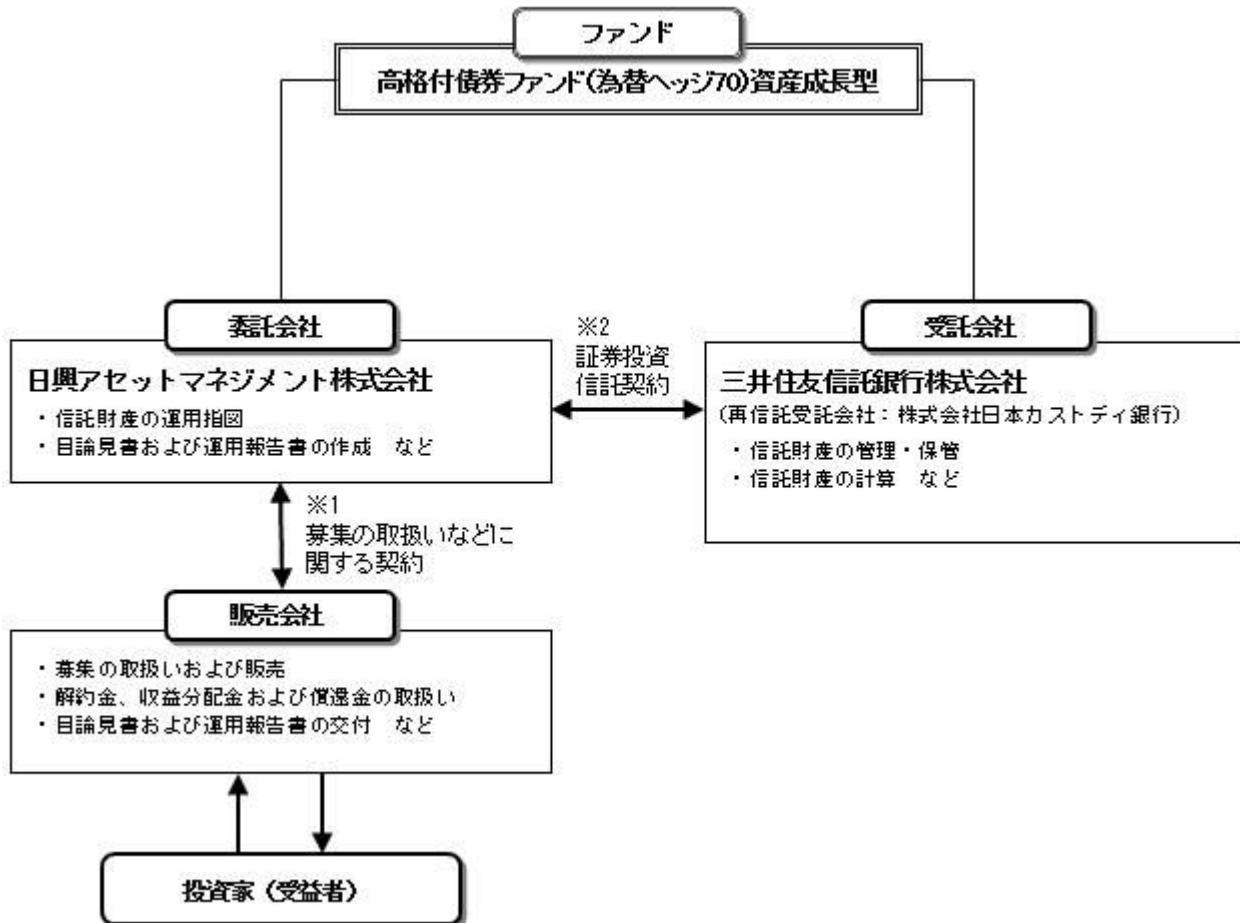 ファンド
高格付債券ファンド(為替ヘッジ70)資産成長型
委託会社
日興アセットマネジメント株式会社
・信託財産の運用指図
・目論見書および運用報告書の作成　など
※2
証券投資
信託契約
受託会社
三井住友信託銀行株式会社
(再信託受託会社：株式会社日本カストディ銀行)
・信託財産の管理・保管
・信託財産の計算　など
※1
募集の取扱いなどに
関する契約
販売会社
・募集の取扱いおよび販売
・解約金、収益分配金および償還金の取扱い
・目論見書および運用報告書の交付　など
投資家（受益者）